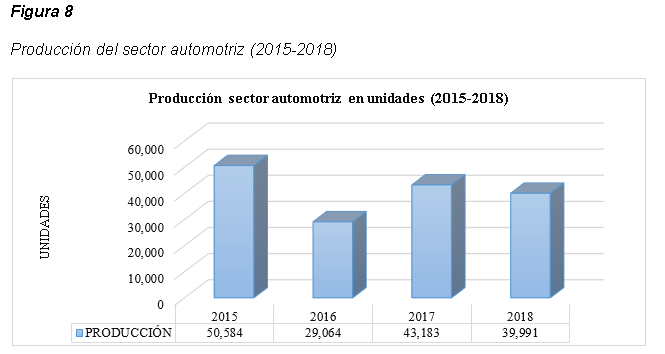 Figura 8
Producción del sector automotriz (2015-2018)
Producción sector automotriz en unidades (2015-2018)
UNIDADES
60,000
50,000
40,000
30,000
20,000
10,000
0
2015 2016 2017 2018
PRODUCCIÓN 50,584 29,064 43,183 39,991